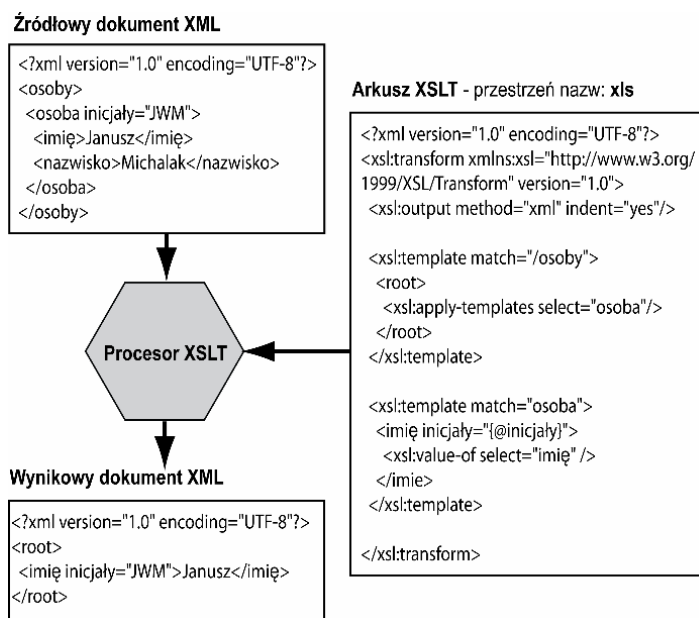 Źródłowy dokument XML
<?xml version="1.0" encoding="UTF-8"?>
<osoby>
<osoba inicjały="JWM">
<imię>Janusz</imię>
<nazwisko>Michalak</nazwisko>
</osoba>
</osoby>
Arkusz XSLT - przestrzeń nazw: xls
<?xml version="1.0" encoding="UTF-8"?>
<xsl:transform xmlns:xsl="http://www.w3.org/
1999/XSL/Transform" version="1.0">
<xsl:output method="xml" indent="yes"/>
<xsl:template match="/osoby">
<root>
<xsl:apply-templates select="osoba"/>
</root>
</xsl:template>
<xsl:template match="osoba">
<imię inicjały="{@inicjały}">
<xsl:value-of select="imię" />
</imie>
</xsl:template>
</xsl:transform>
Procesor XSLT
Wynikowy dokument XML
<?xml version="1.0" encoding="UTF-8"?>
<root>
<imię inicjały="JWM">Janusz</imię>
</root>